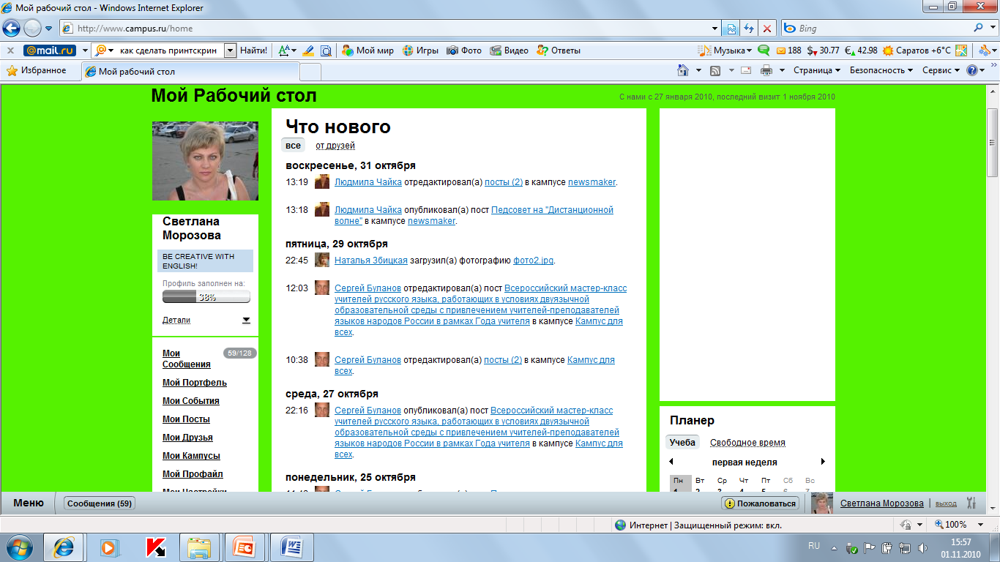 Мой рабочий стол - Windows Internet Explorer
http://www.campus.ru/home
Bing
@mail.ru как сделать принтскрин Найти! Мой мир Игры Фото Видео Ответы Музыка 188 $ 30.77 € 42.98 Саратов +6°C
Избранное Мой рабочий стол Страница Безопасность Сервис
Мой Рабочий стол
С нами с 27 января 2010, последний визит 1 ноября 2010
Светлана
Морозова
BE CREATIVE WITH
ENGLISH!
Профиль заполнен на:
38%
Детали
Мои
Сообщения
59/128
Мой Портфель
Мои События
Мои Посты
Мои Друзья
Мои Кампусы
Мой Профайл
Мои Настройки
Что нового
все от друзей
воскресенье, 31 октября
13:19 Людмила Чайка отредактировал(а) посты (2) в кампусе newsmaker.
13:18 Людмила Чайка опубликовал(а) пост Педсовет на "Дистанционной
волне" в кампусе newsmaker.
пятница, 29 октября
22:45 Наталья Збицкая загрузил(а) фотографию фото2.jpg.
12:03 Сергей Буланов отредактировал(а) пост Всероссийский мастер-класс
учителей русского языка, работающих в условиях двуязычной
образовательной среды с привлечением учителей-преподавателей
языков народов России в рамках Года учителя в кампусе Кампус для
всех.
10:38 Сергей Буланов отредактировал(а) посты (2) в кампусе Кампус для
всех.
среда, 27 октября
22:16 Сергей Буланов опубликовал(а) пост Всероссийский мастер-класс
учителей русского языка, работающих в условиях двуязычной
образовательной среды с привлечением учителей-преподавателей
языков народов России в рамках Года учителя в кампусе Кампус для
всех.
понедельник, 25 октября
Планер
Учеба Свободное время
первая неделя
Пн Вт Ср Чт Пт Сб Вс
1 2 3 4 5 6 7
Меню Сообщения (59) Пожаловаться Светлана Морозова | выход
Интернет | Защищенный режим: вкл. 100%
RU 15:57
01.11.2010